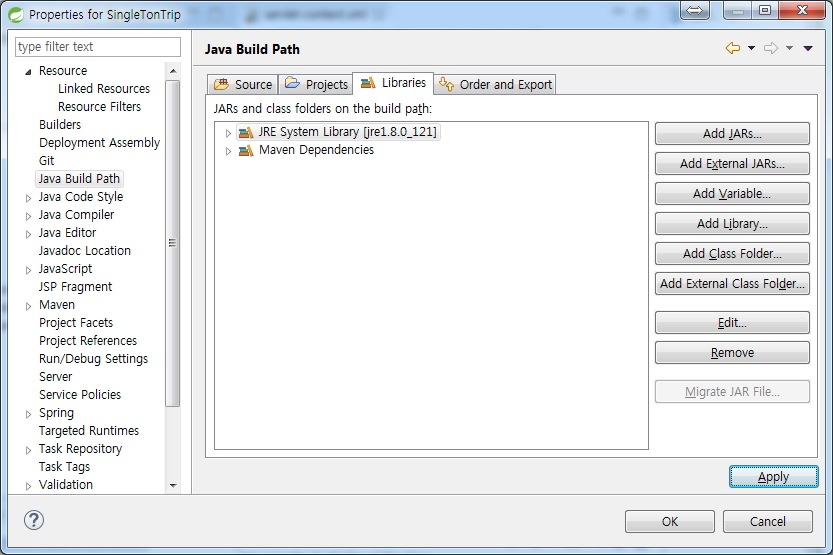 Properties for SingleTonTrip
type filter text
Resource
Linked Resources
Resource Filters
Builders
Deployment Assembly
Git
Java Build Path
Java Code Style
Java Compiler
Java Editor
Javadoc Location
JavaScript
JSP Fragment
Maven
Project Facets
Project References
Run/Debug Settings
Server
Service Policies
Spring
Targeted Runtimes
Task Repository
Task Tags
Validation
Java Build Path
Source Projects Libraries Order and Export
JARs and class folders on the build path:
JRE System Library [jre1.8.0_121]
Maven Dependencies
Add JARs...
Add External JARs...
Add Variable...
Add Library...
Add Class Folder...
Add External Class Folder...
Edit...
Remove
Migrate JAR File...
Apply
OK Cancel